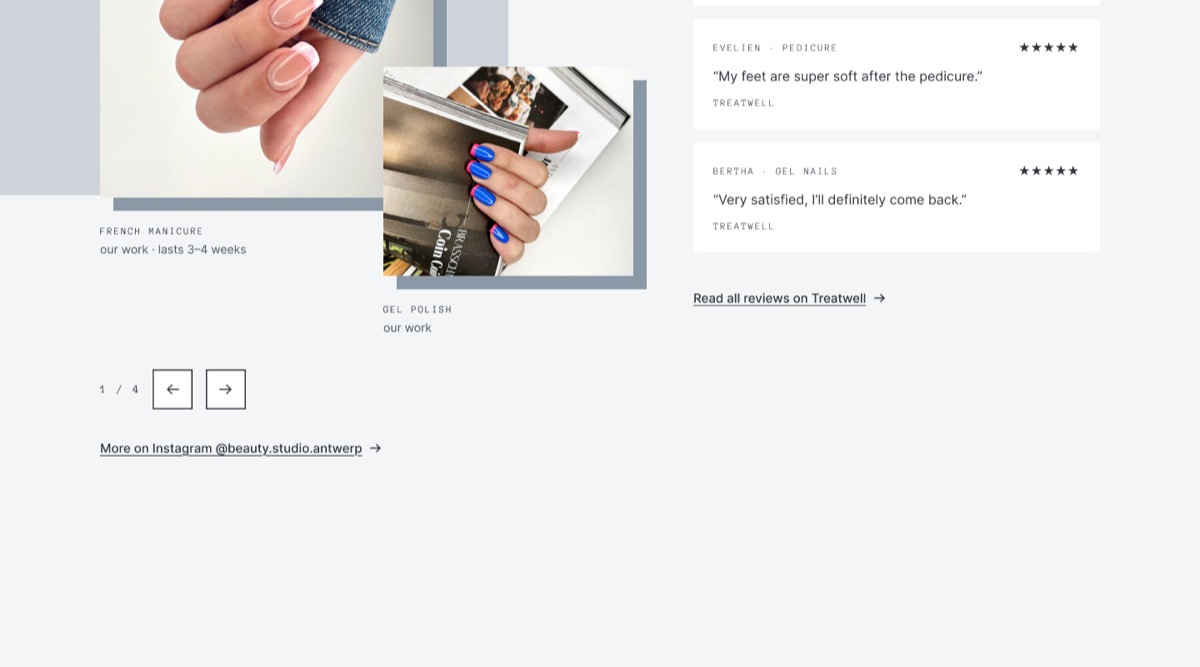 EVELIEN · PEDICURE ★★★★★
“My feet are super soft after the pedicure.”
TREATWELL
BERTHA · GEL NAILS ★★★★★
“Very satisfied, I’ll definitely come back.”
TREATWELL
Read all reviews on Treatwell →
FRENCH MANICURE
our work · lasts 3–4 weeks
BRASSCH
Coin C
GEL POLISH
our work
1 / 4 ← →
More on Instagram @beauty.studio.antwerp →